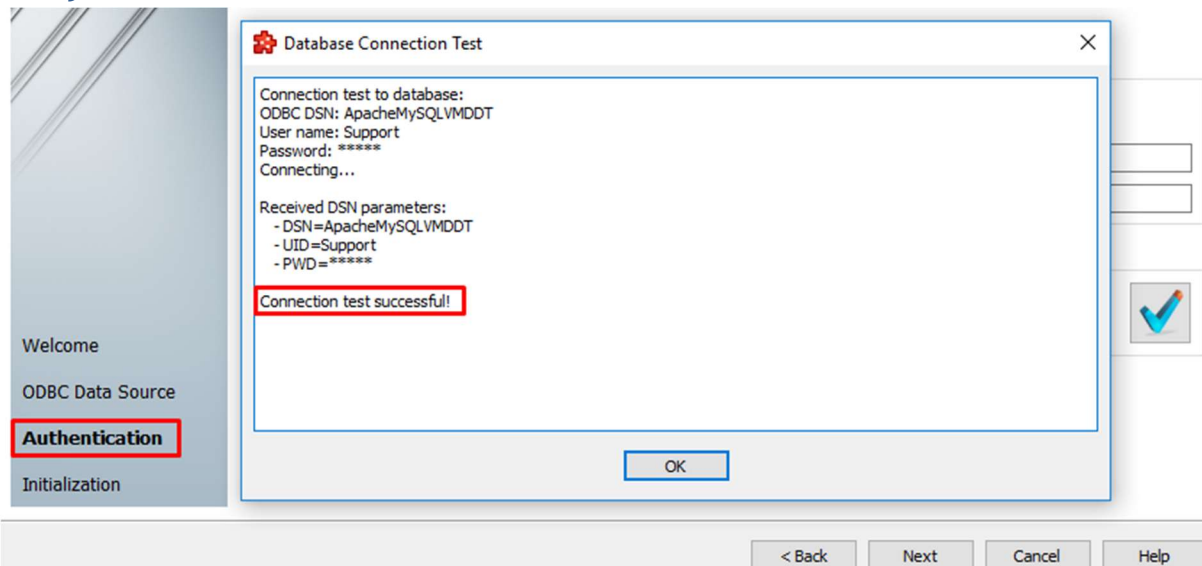 Database Connection Test
Connection test to database:
ODBC DSN: ApacheMySQLVMDDT
User name: Support
Password: *****
Connecting...
Received DSN parameters:
- DSN=ApacheMySQLVMDDT
- UID=Support
- PWD=*****
Connection test successful!
OK
Welcome
ODBC Data Source
Authentication
Initialization
< Back
Next
Cancel
Help